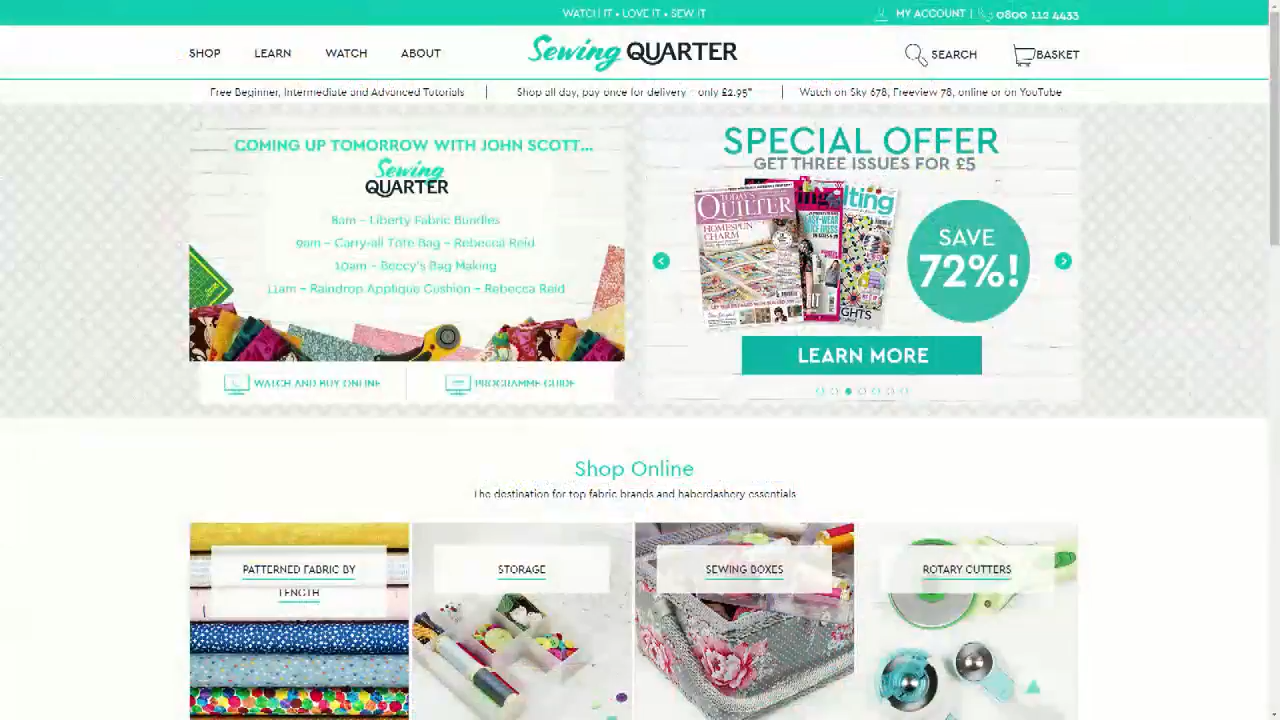 WATCH IT • LOVE IT • SEW IT
MY ACCOUNT | 0800 112 4433
SHOP LEARN WATCH ABOUT
Sewing QUARTER
SEARCH BASKET
Free Beginner, Intermediate and Advanced Tutorials
Shop all day, pay once for delivery - only £2.95*
Watch on Sky 678, Freeview 78, online or on YouTube
COMING UP TOMORROW WITH JOHN SCOTT...
Sewing
QUARTER
8am - Liberty Fabric Bundles
9am - Carry-all Tote Bag - Rebecca Reid
10am - Beccy's Bag Making
11am - Raindrop Applique Cushion - Rebecca Reid
WATCH AND BUY ONLINE
PROGRAMME GUIDE
SPECIAL OFFER
GET THREE ISSUES FOR £5
TODAY'S
QUILTER
HOMESPUN
CHARM
SAVE
72%!
LEARN MORE
Shop Online
The destination for top fabric brands and haberdashery essentials
PATTERNED FABRIC BY
LENGTH
STORAGE
SEWING BOXES
ROTARY CUTTERS